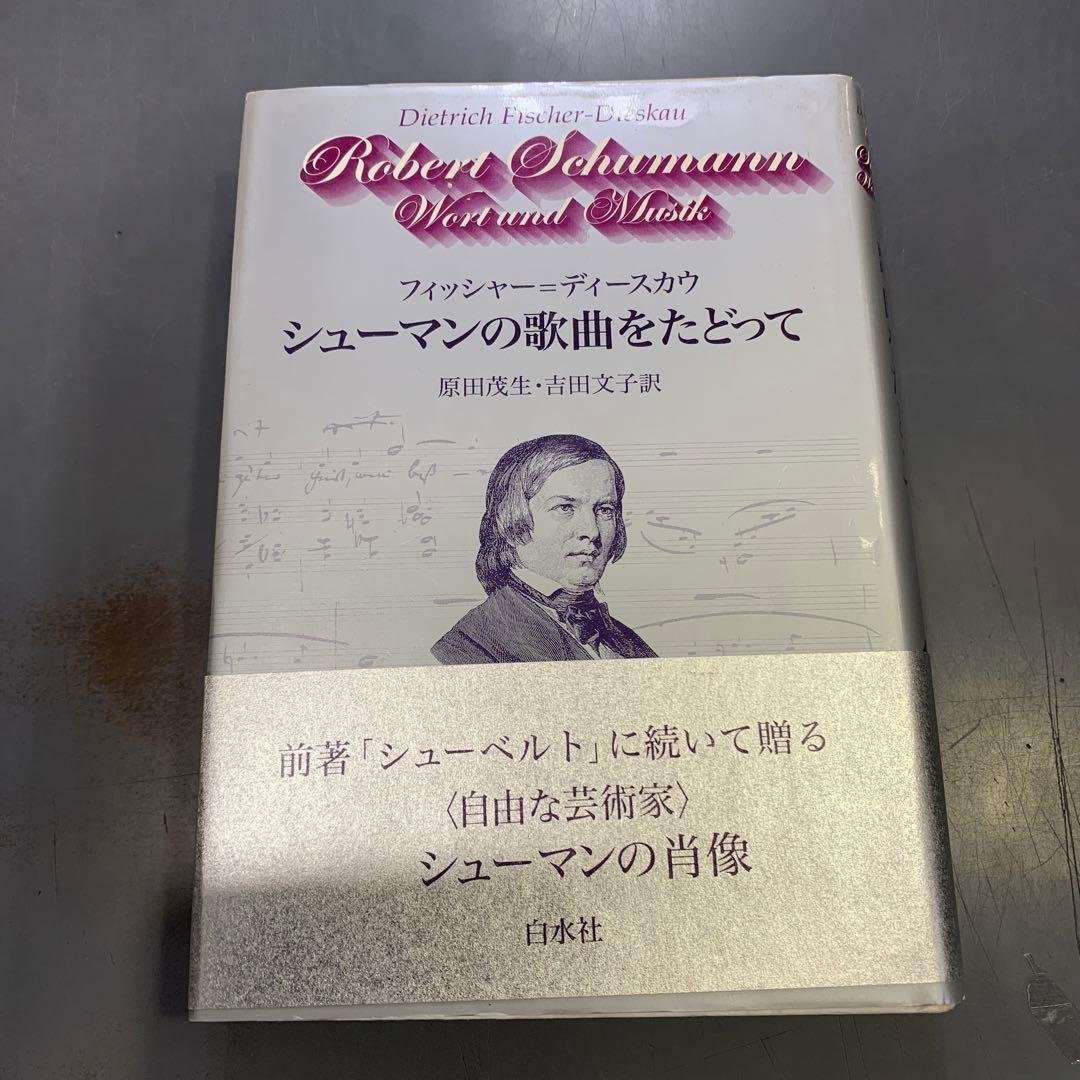 Dietrich Fischer-Dieskau
Robert Schumann
Wort und Musik
フィッシャー＝ディースカウ
シューマンの歌曲をたどって
原田茂生・吉田文子訳
前著「シューベルト」に続いて贈る
〈自由な芸術家〉
シューマンの肖像
白水社